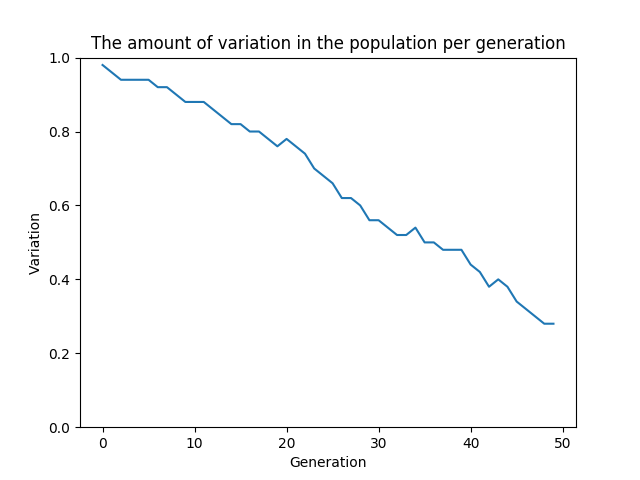 The amount of variation in the population per generation
1.0
0.8
0.6
0.4
0.2
0.0
Variation
0 10 20 30 40 50
Generation